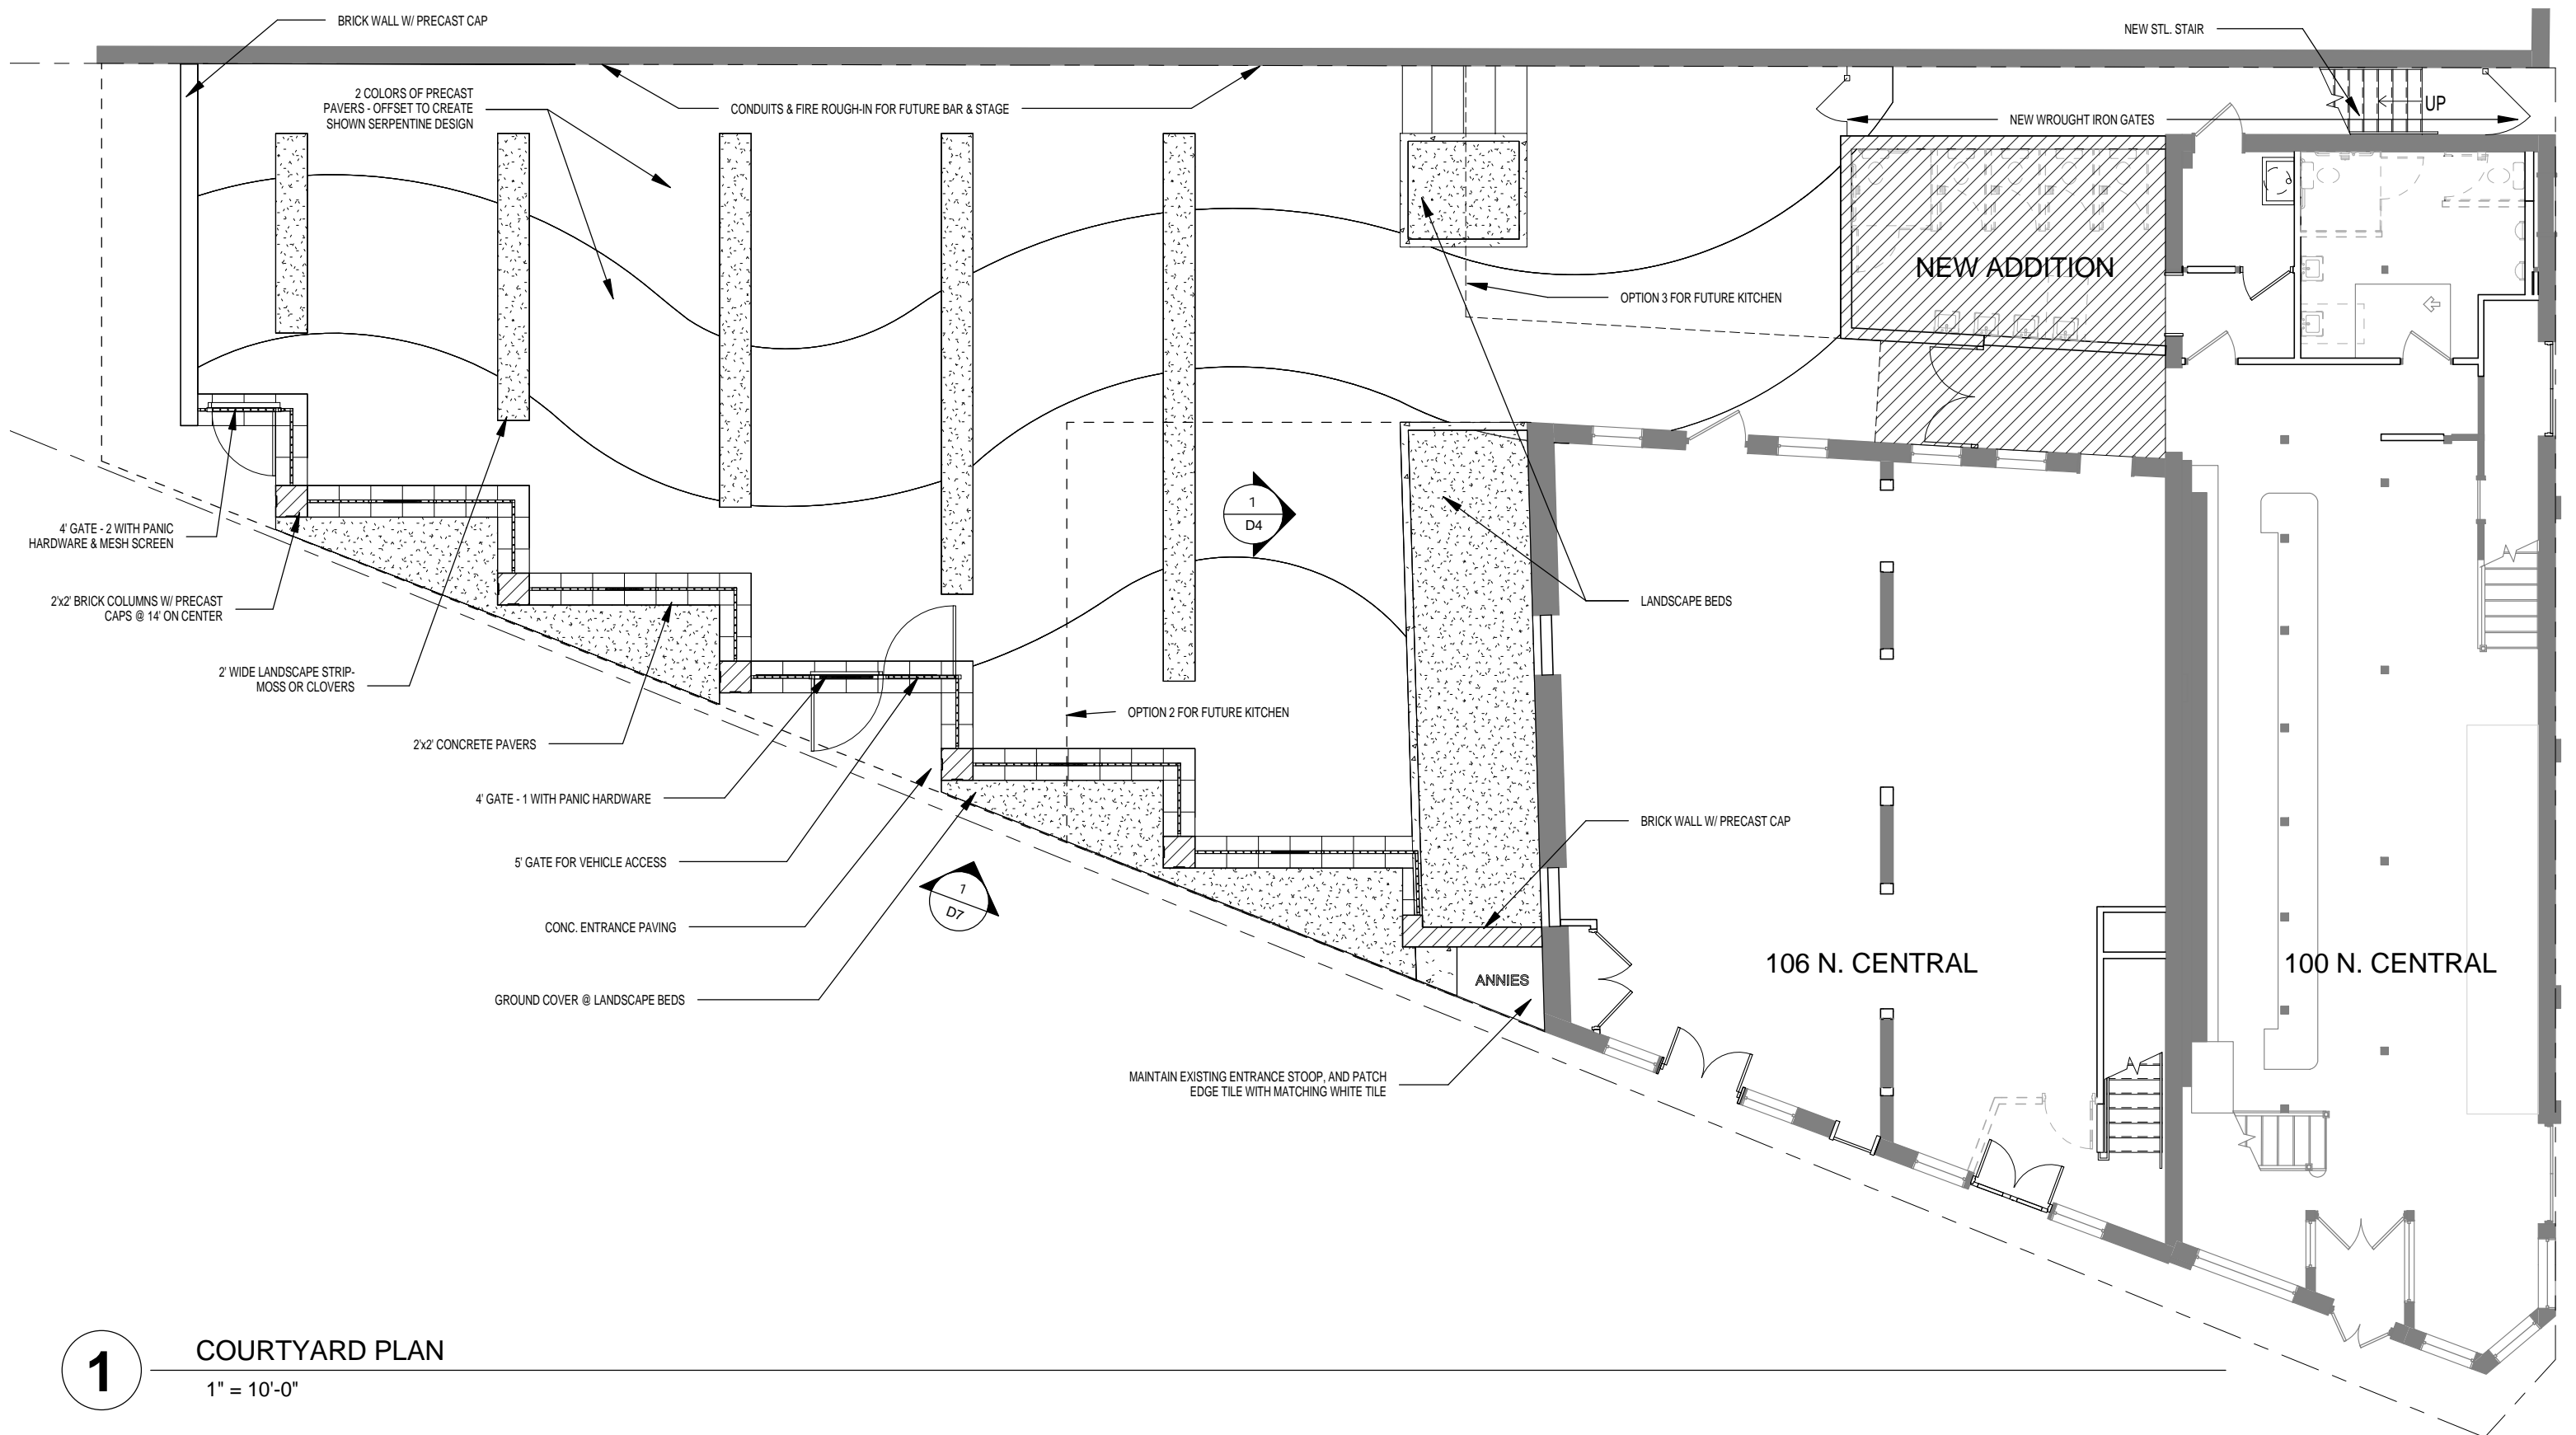 BRICK WALL W/ PRECAST CAP
NEW STL. STAIR
2 COLORS OF PRECAST
PAVERS - OFFSET TO CREATE
SHOWN SERPENTINE DESIGN
CONDUITS & FIRE ROUGH-IN FOR FUTURE BAR & STAGE
UP
NEW WROUGHT IRON GATES
NEW ADDITION
OPTION 3 FOR FUTURE KITCHEN
4' GATE - 2 WITH PANIC
HARDWARE & MESH SCREEN
1
D4
2'x2' BRICK COLUMNS W/ PRECAST
CAPS @ 14' ON CENTER
LANDSCAPE BEDS
2' WIDE LANDSCAPE STRIP-
MOSS OR CLOVERS
OPTION 2 FOR FUTURE KITCHEN
2'x2' CONCRETE PAVERS
4' GATE - 1 WITH PANIC HARDWARE
BRICK WALL W/ PRECAST CAP
5' GATE FOR VEHICLE ACCESS
1
D7
CONC. ENTRANCE PAVING
106 N. CENTRAL
100 N. CENTRAL
ANNIES
GROUND COVER @ LANDSCAPE BEDS
MAINTAIN EXISTING ENTRANCE STOOP, AND PATCH
EDGE TILE WITH MATCHING WHITE TILE
1
COURTYARD PLAN
1" = 10'-0"